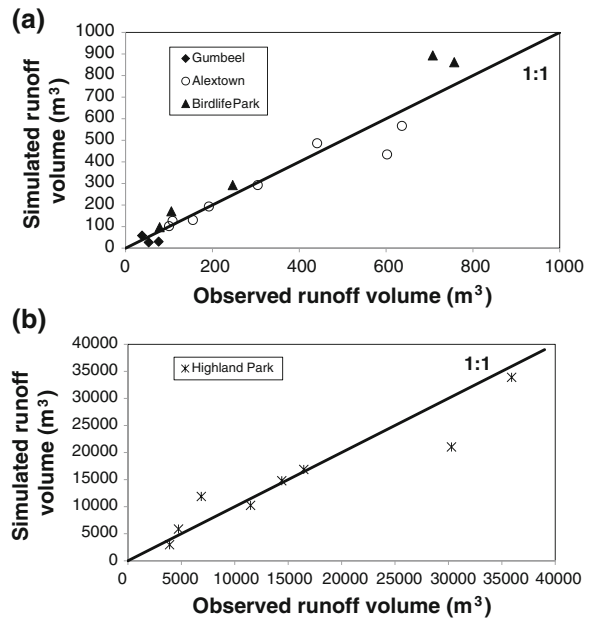 (a)
1000
900
800
700
600
500
400
300
200
100
0
Simulated runoff
volume (m³)
Gumbeel
Alextown
BirdlifePark
1:1
0 200 400 600 800 1000
Observed runoff volume (m³)
(b)
40000
35000
30000
25000
20000
15000
10000
5000
0
Simulated runoff
volume (m³)
Highland Park
1:1
0 5000 10000 15000 20000 25000 30000 35000 40000
Observed runoff volume (m³)